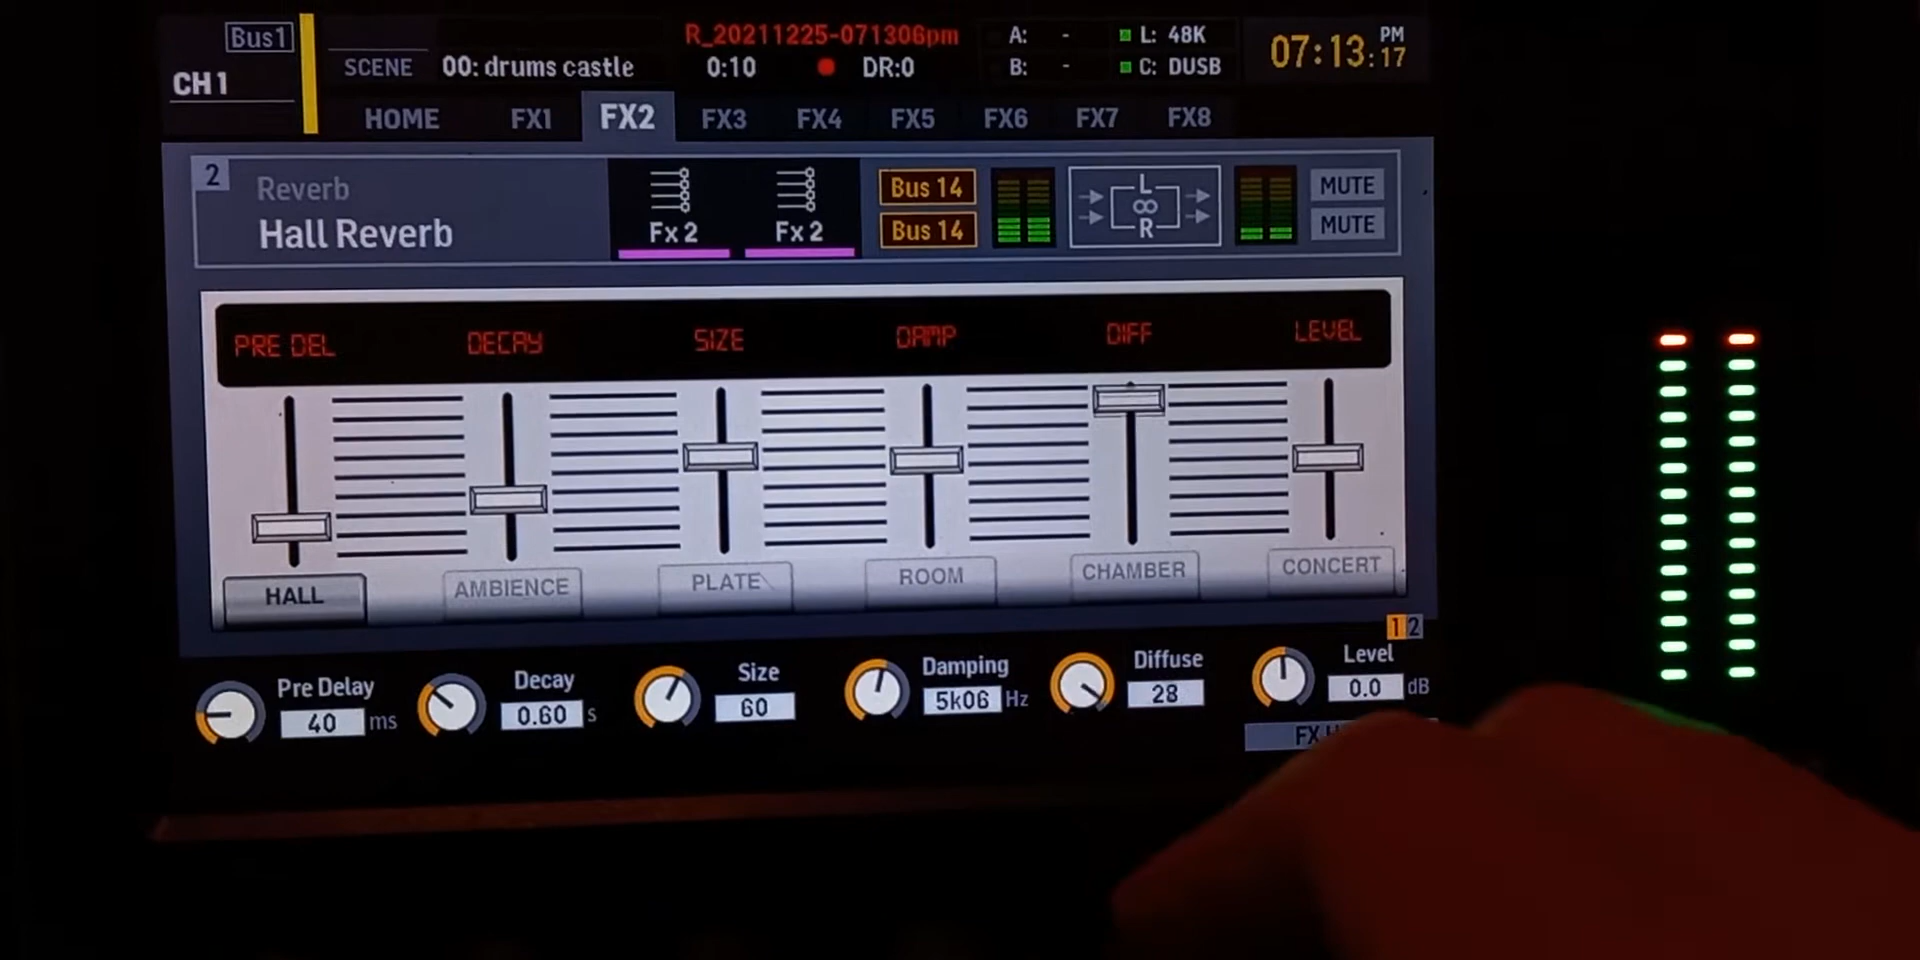 Bus1
CH 1
SCENE 00: drums castle
R_20211225-071306pm
0:10 DR:0
A: - L: 48K
B: - C: DUSB
07:13:17 PM
HOME FX1 FX2 FX3 FX4 FX5 FX6 FX7 FX8
2
Reverb
Hall Reverb
Fx 2 Fx 2
Bus 14
Bus 14
L
∞
R
MUTE
MUTE
PRE DEL DECAY SIZE DAMP DIFF LEVEL
HALL AMBIENCE PLATE ROOM CHAMBER CONCERT
1 2
Pre Delay
40 ms
Decay
0.60 s
Size
60
Damping
5k06 Hz
Diffuse
28
Level
0.0 dB
FX